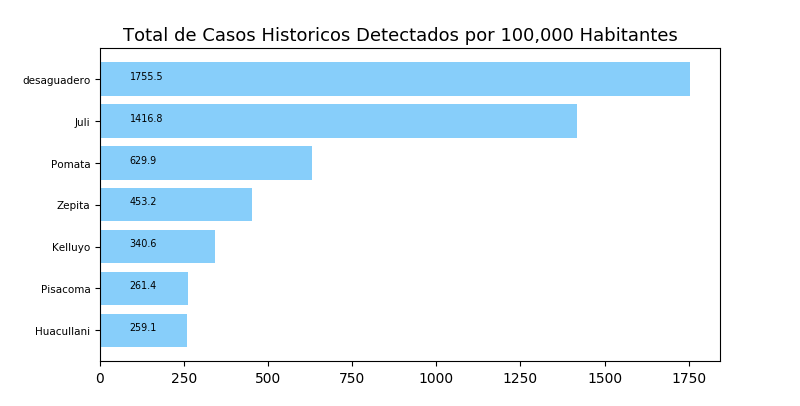 Total de Casos Historicos Detectados por 100,000 Habitantes
desaguadero 1755.5
Juli 1416.8
Pomata 629.9
Zepita 453.2
Kelluyo 340.6
Pisacoma 261.4
Huacullani 259.1
0 250 500 750 1000 1250 1500 1750